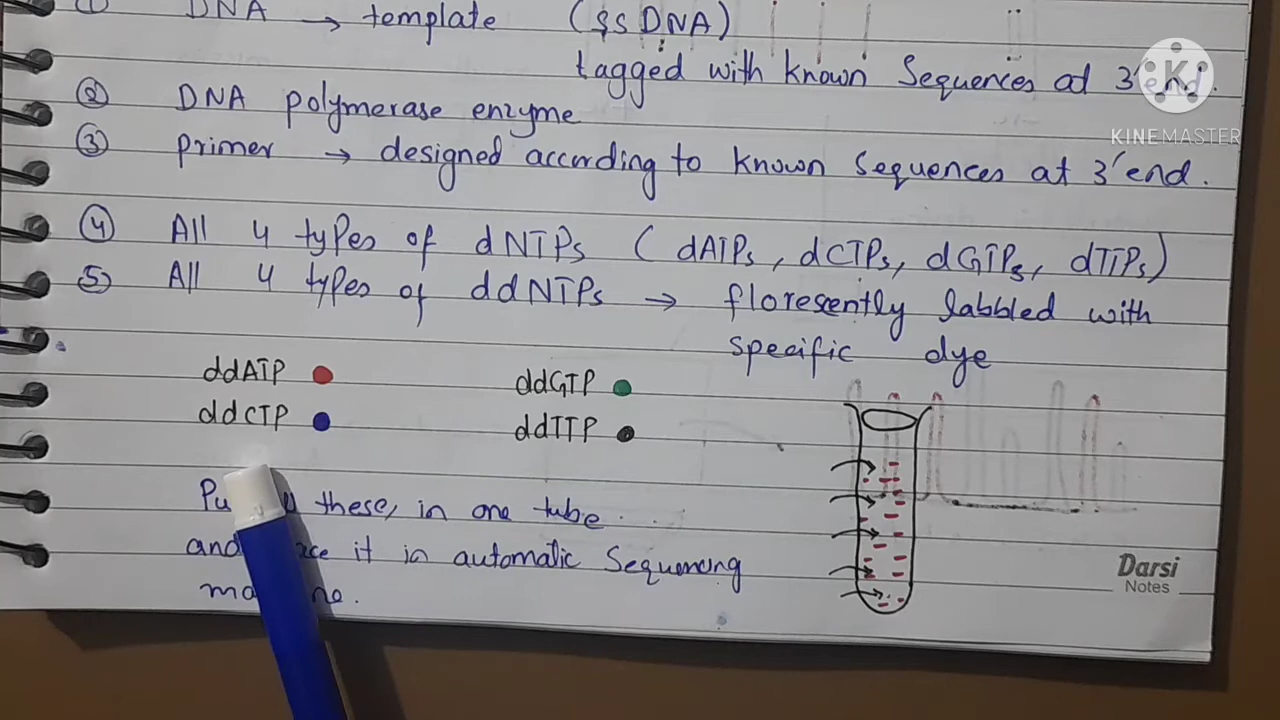 ① DNA → template (ssDNA)
tagged with known Sequences at 3'end.
② DNA polymerase enzyme
③ primer → designed according to known Sequences at 3'end.
④ All 4 types of dNTPs (dATPs, dCTPs, dGTPs, dTTPs)
⑤ All 4 types of ddNTPs → floresently labbled with
specific dye
ddATP ddGTP
ddCTP ddTTP
these, in one tube...
and it in automatic Sequencing
KINEMASTER
Darsi
Notes